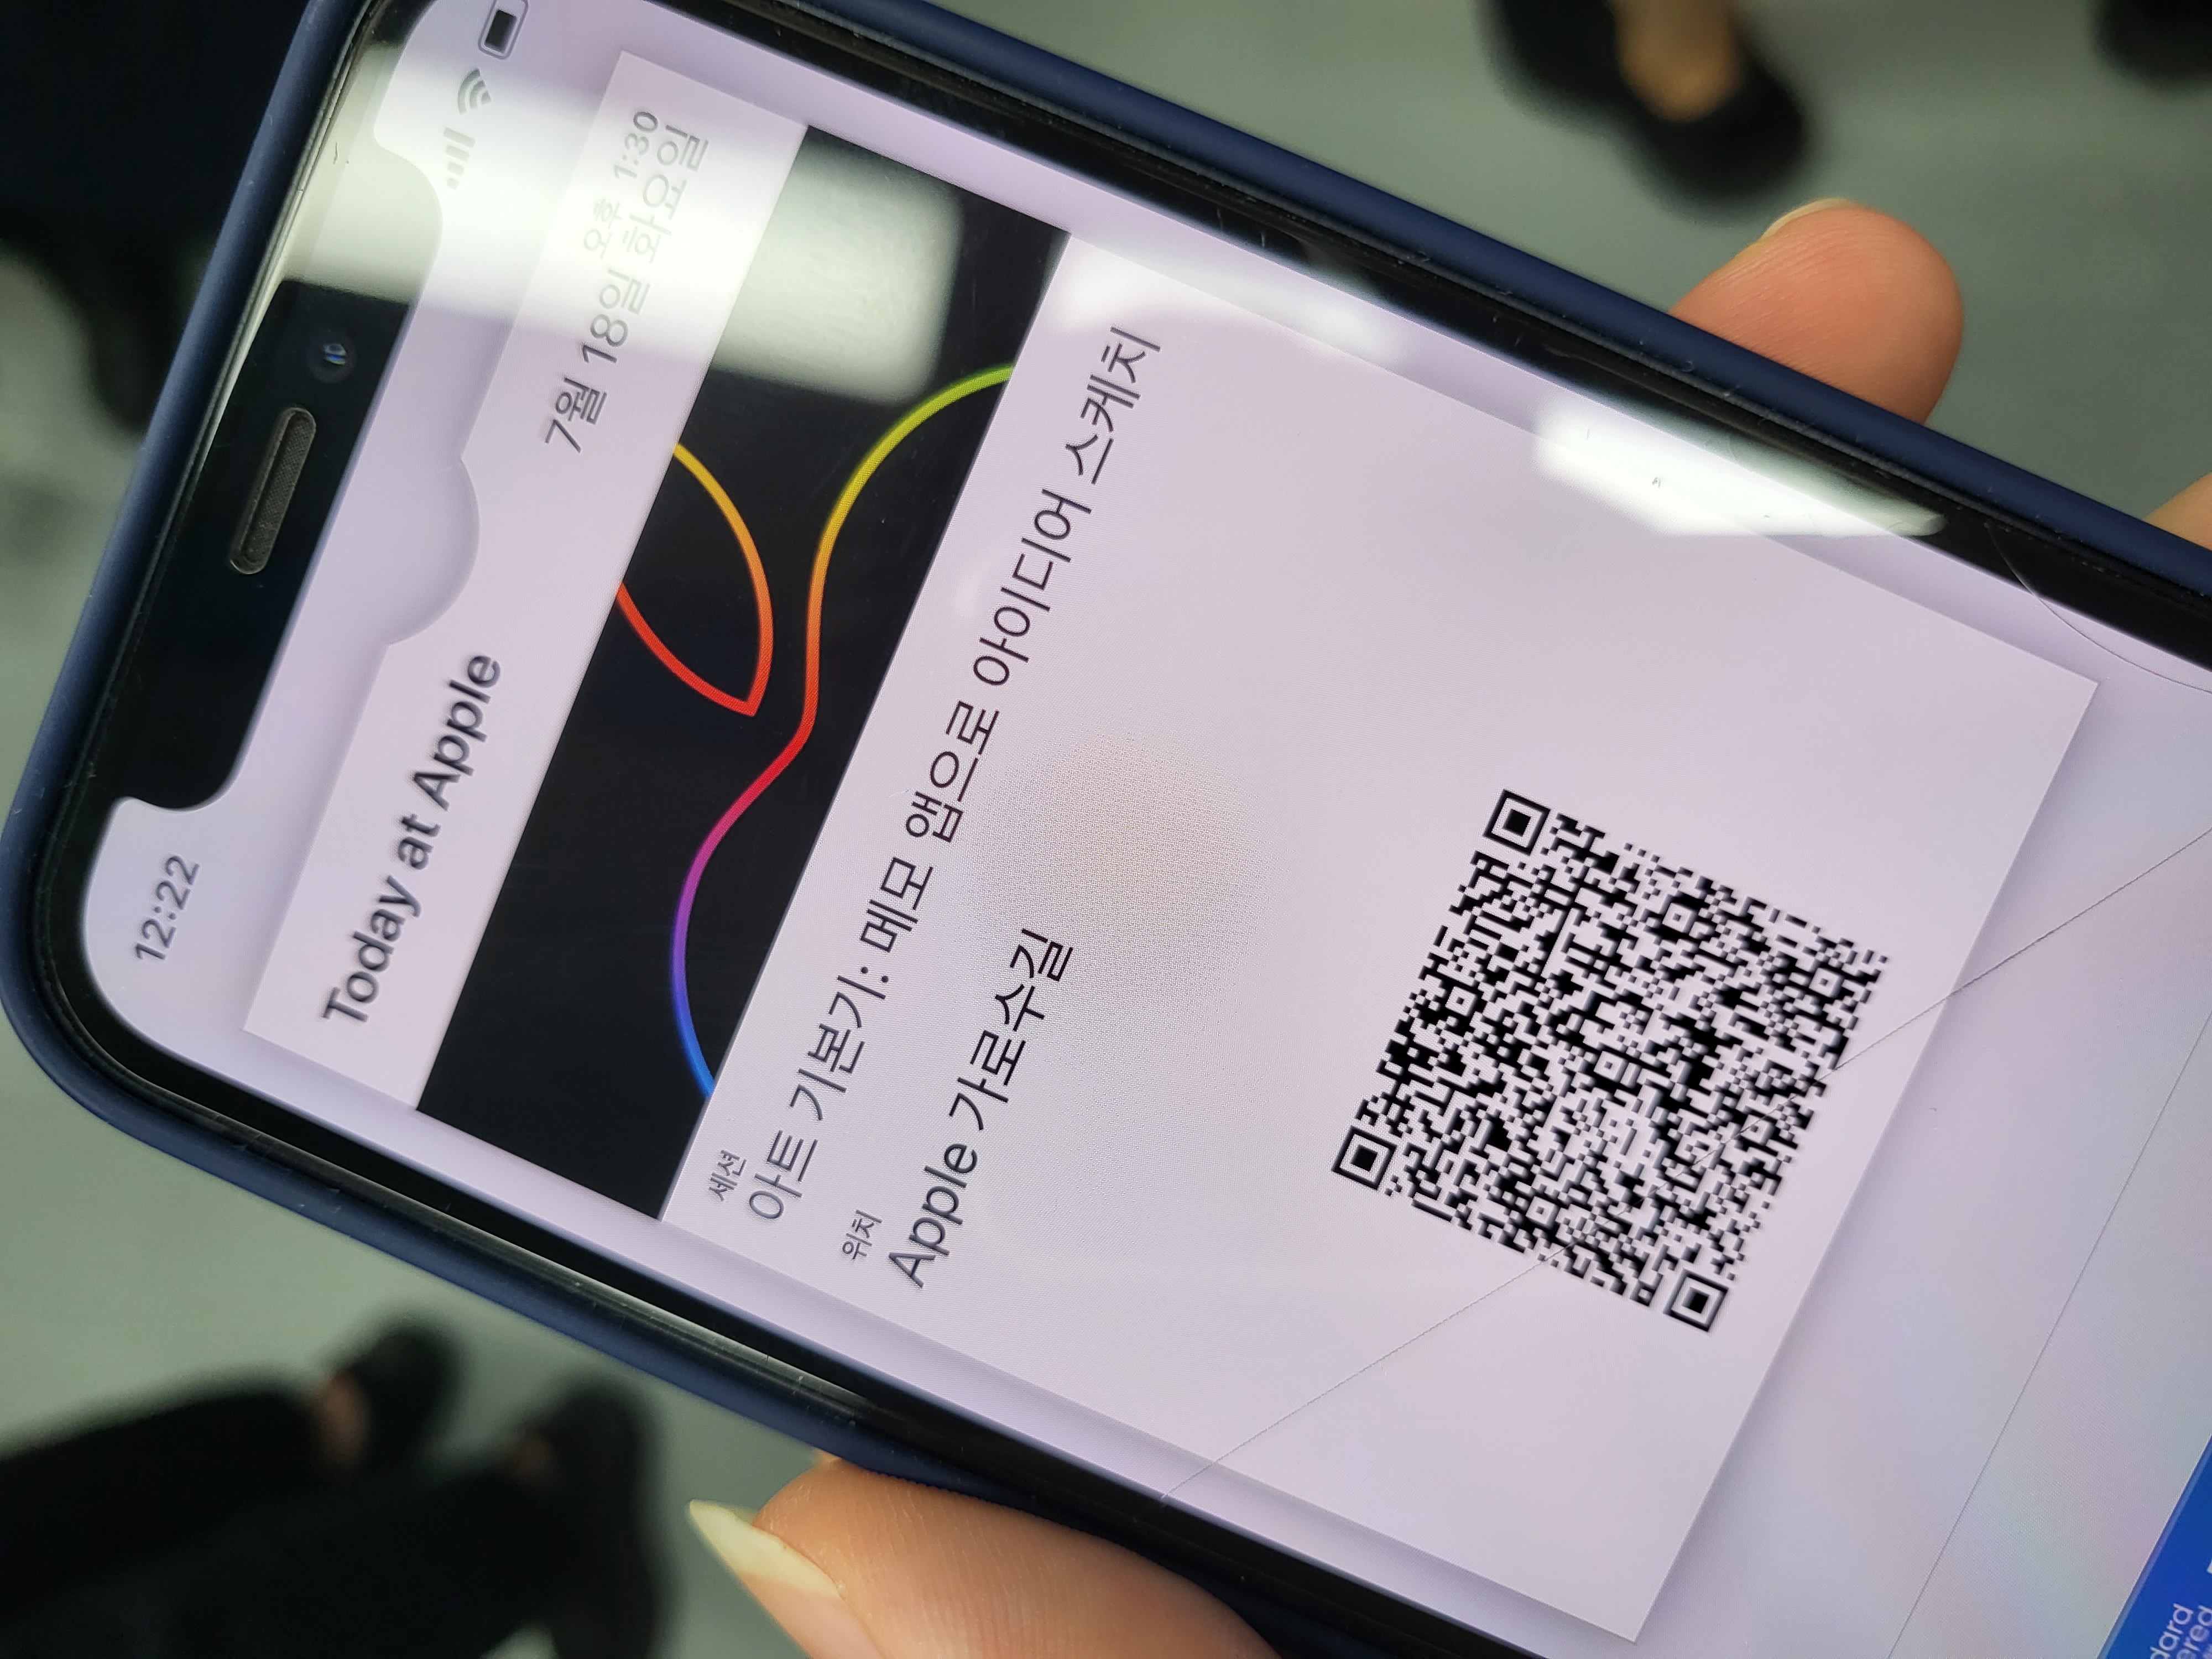 12:22
Today at Apple
오후 1:30
7월 18일 화요일
세션
아트 기본기: 메모 앱으로 아이디어 스케치
위치
Apple 가로수길
dard
ered